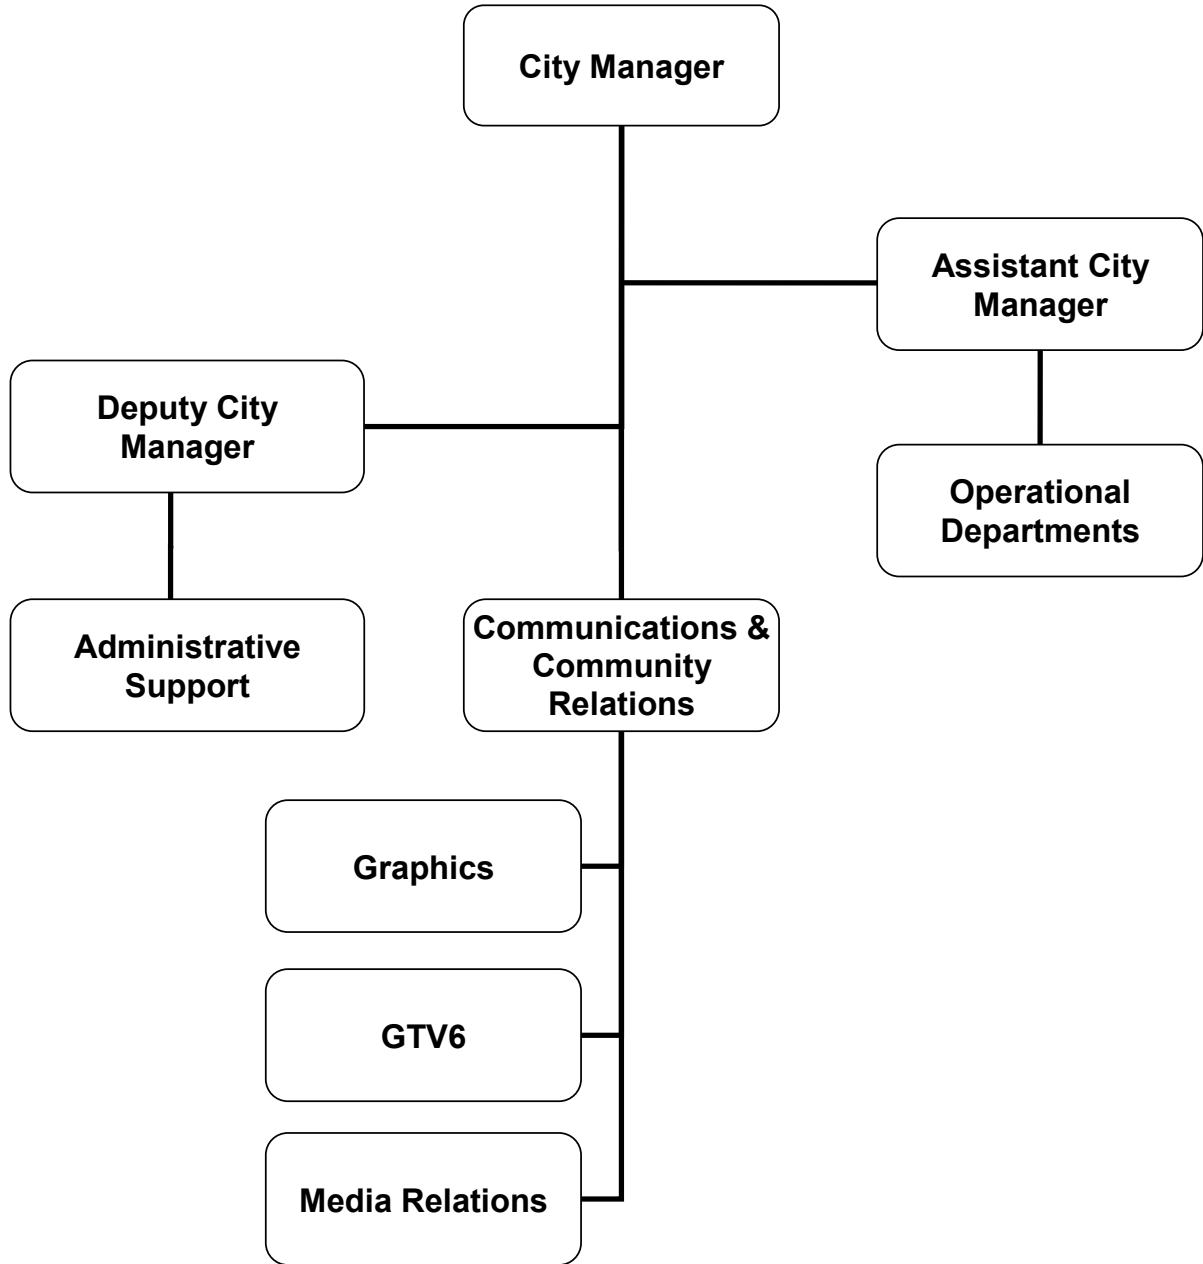 City Manager
Assistant City
Manager
Deputy City
Manager
Operational
Departments
Administrative
Support
Communications &
Community
Relations
Graphics
GTV6
Media Relations